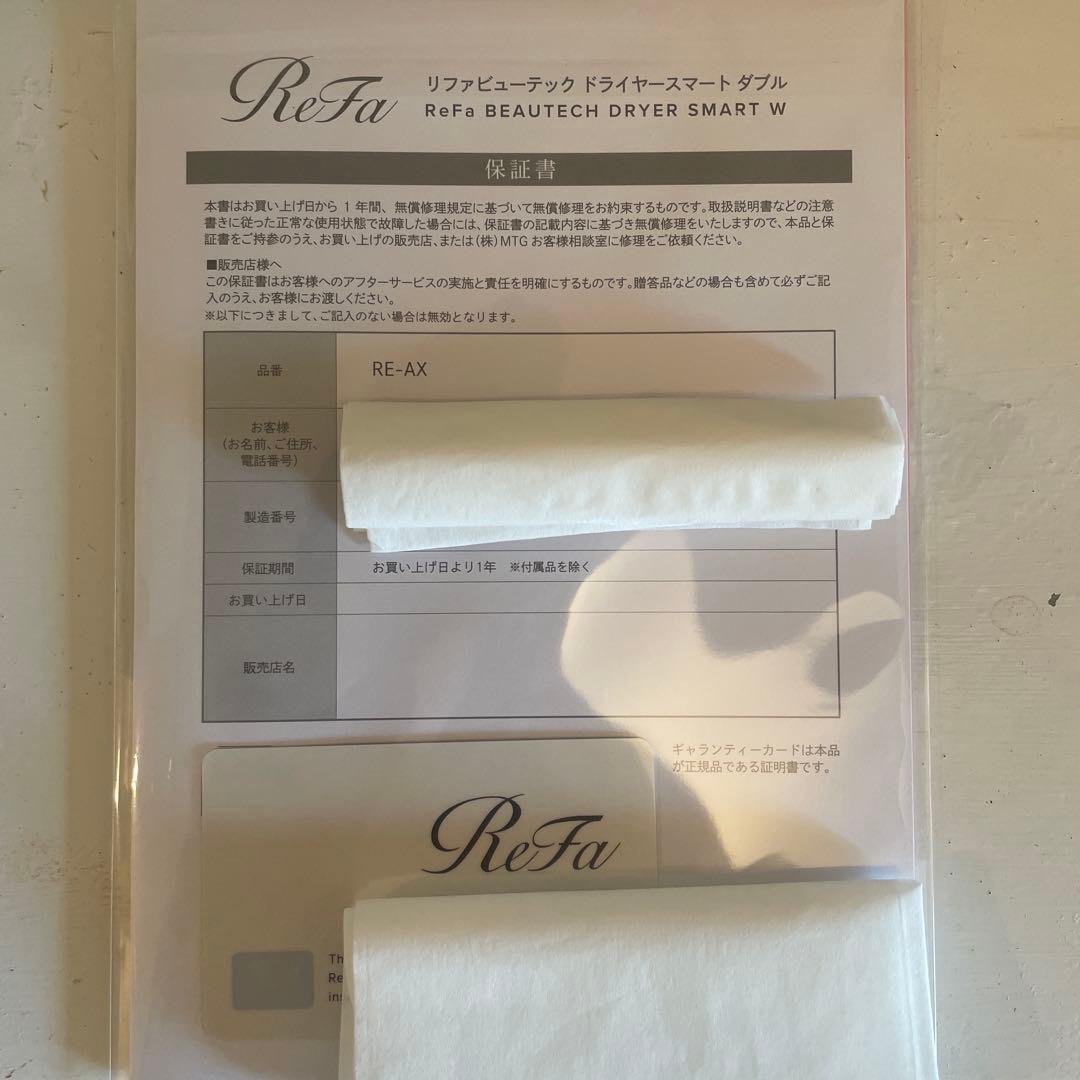 ReFa
リファビューテック ドライヤースマート ダブル
ReFa BEAUTECH DRYER SMART W
保証書
本書はお買い上げ日から 1 年間、無償修理規定に基づいて無償修理をお約束するものです。取扱説明書などの注意
書きに従った正常な使用状態で故障した場合には、保証書の記載内容に基づき無償修理をいたしますので、本品と保
証書をご持参のうえ、お買い上げの販売店、または（株）MTG お客様相談室に修理をご依頼ください。
■販売店様へ
この保証書はお客様へのアフターサービスの実施と責任を明確にするものです。贈答品などの場合も含めて必ずご記
入のうえ、お客様にお渡しください。
※以下につきまして、ご記入のない場合は無効となります。
品番 RE-AX
お客様
（お名前、ご住所、
電話番号）
製造番号
保証期間 お買い上げ日より1年 ※付属品を除く
お買い上げ日
販売店名
ギャランティーカードは本品
が正規品である証明書です。
ReFa
Th
Re
ins